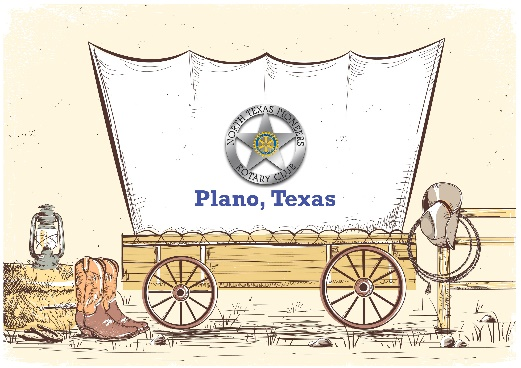 NORTH TEXAS PIONEERS
ROTARY CLUB
Plano, Texas